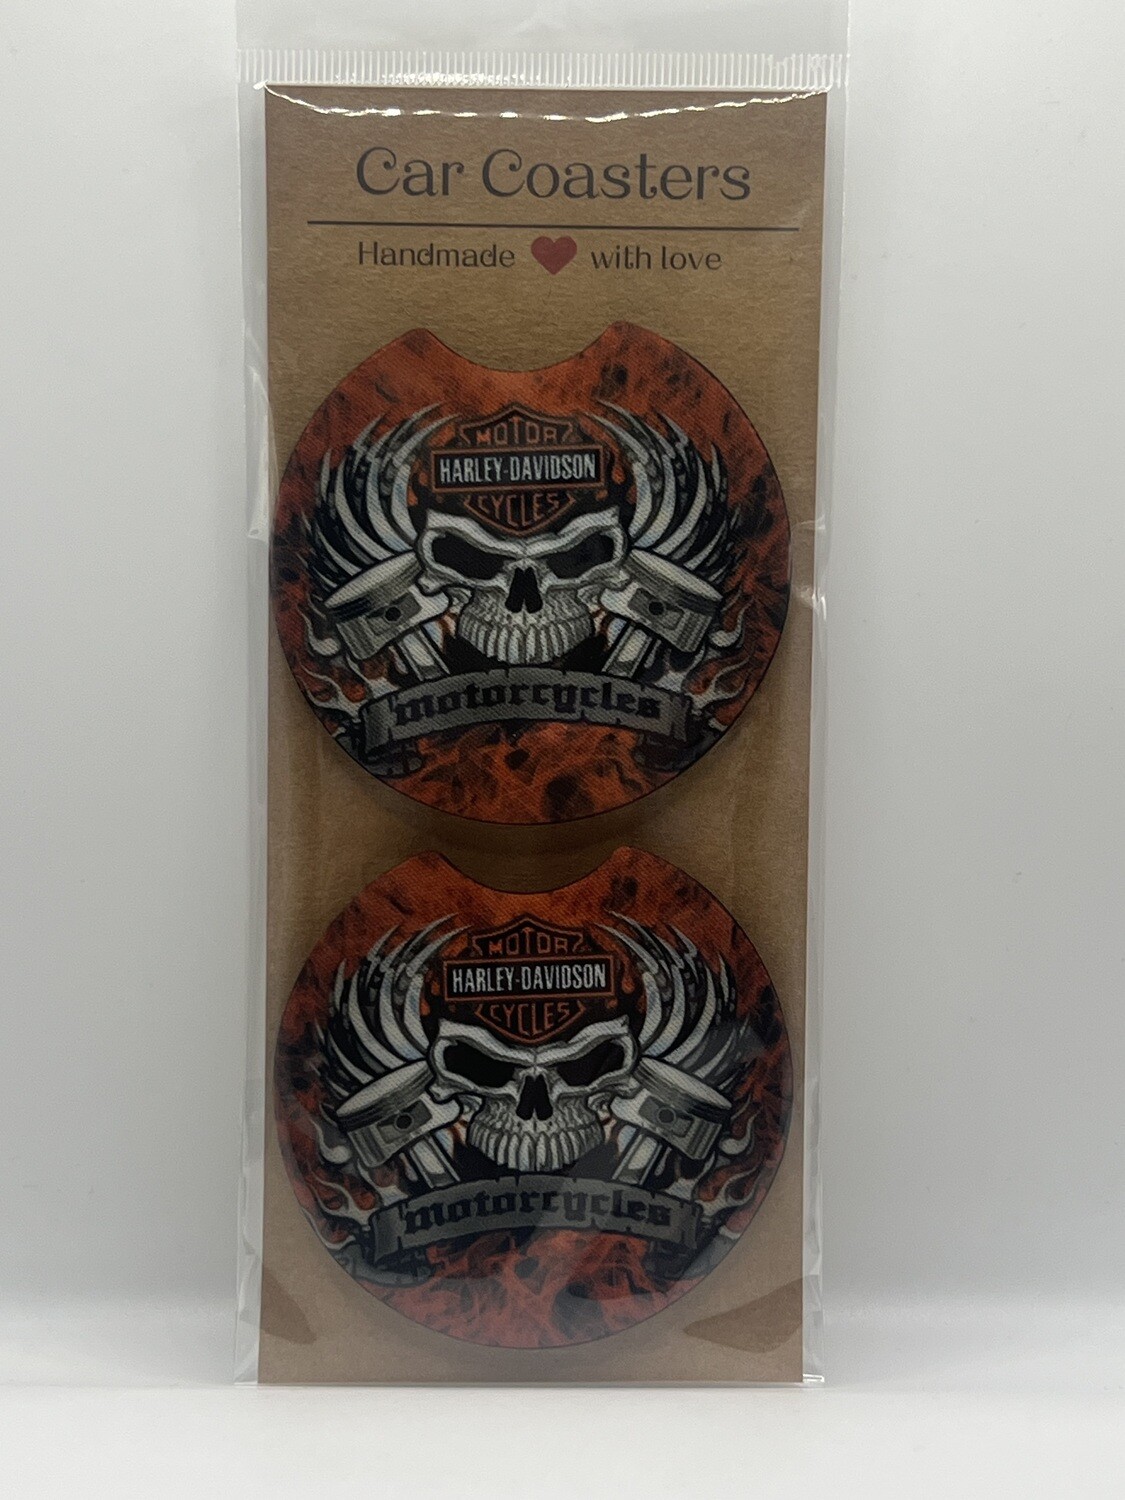 Car Coasters
Handmade ❤ with love
MOTOR
HARLEY-DAVIDSON
CYCLES
motorcycles
MOTOR
HARLEY-DAVIDSON
CYCLES
motorcycles